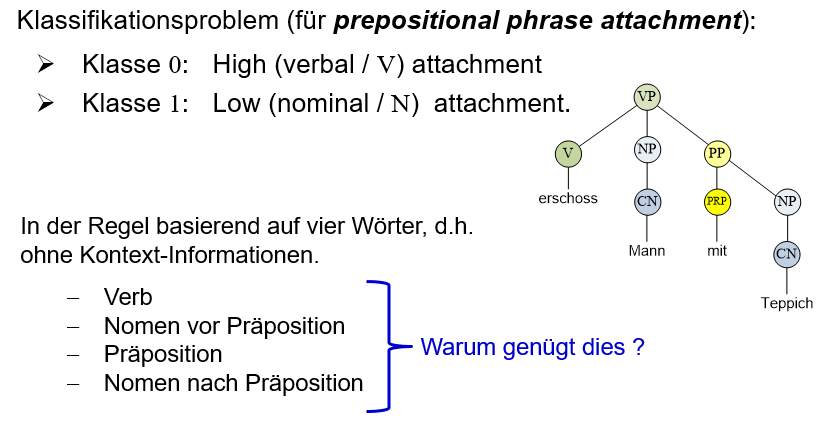 Klassifikationsproblem (für prepositional phrase attachment):
➢ Klasse 0: High (verbal / V) attachment
➢ Klasse 1: Low (nominal / N) attachment.
VP
V NP PP
erschoss CN PRP NP
Mann mit CN
Teppich
In der Regel basierend auf vier Wörter, d.h.
ohne Kontext-Informationen.
– Verb
– Nomen vor Präposition
– Präposition
– Nomen nach Präposition
Warum genügt dies ?